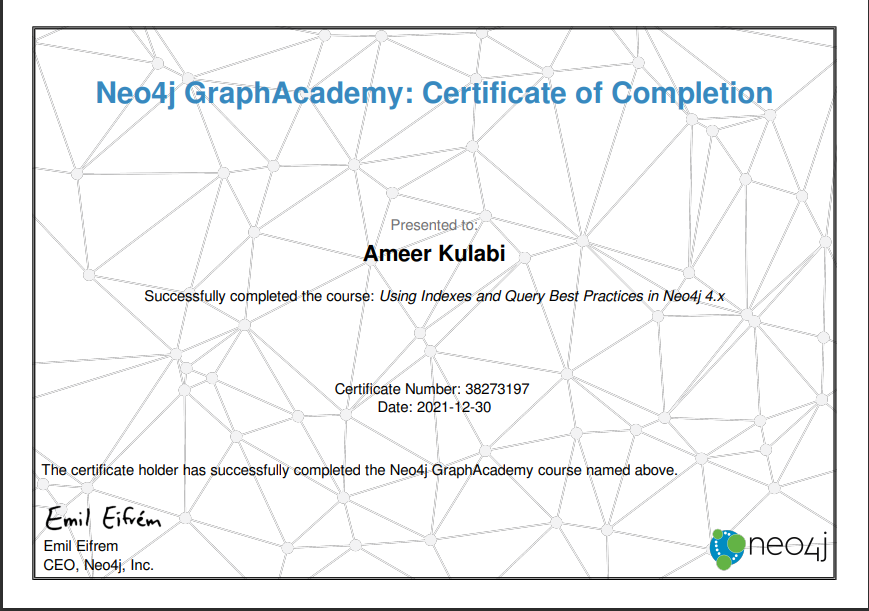 Neo4j GraphAcademy: Certificate of Completion
Presented to:
Ameer Kulabi
Successfully completed the course: Using Indexes and Query Best Practices in Neo4j 4.x
Certificate Number: 38273197
Date: 2021-12-30
The certificate holder has successfully completed the Neo4j GraphAcademy course named above.
Emil Eifrém
Emil Eifrem
CEO, Neo4j, Inc.
neo4j